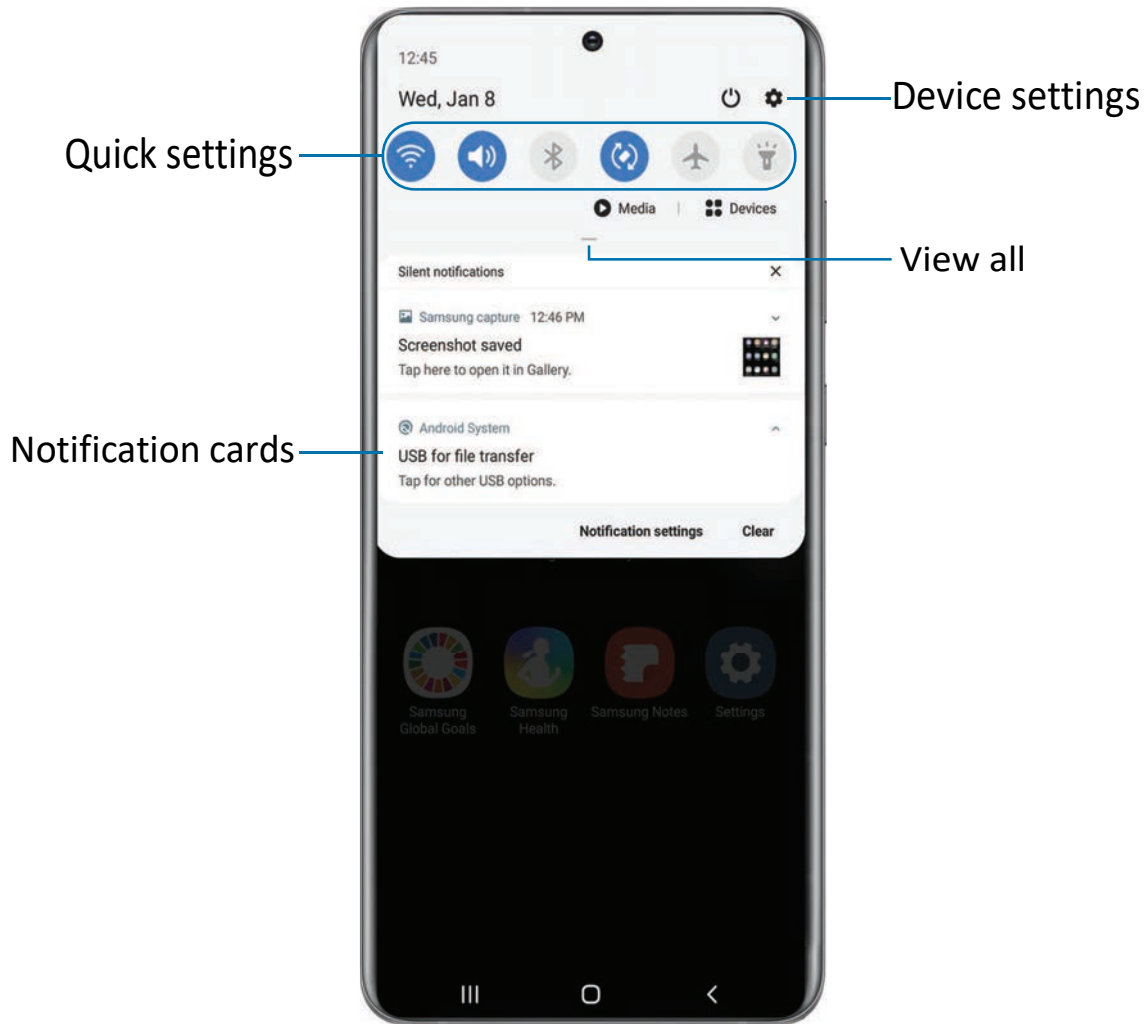 12:45
Wed, Jan 8
Device settings
Quick settings
Media | Devices
View all
Silent notifications
Samsung capture 12:46 PM
Screenshot saved
Tap here to open it in Gallery.
Notification cards
Android System
USB for file transfer
Tap for other USB options.
Notification settings Clear
Samsung Global Goals
Samsung Health
Samsung Notes
Settings